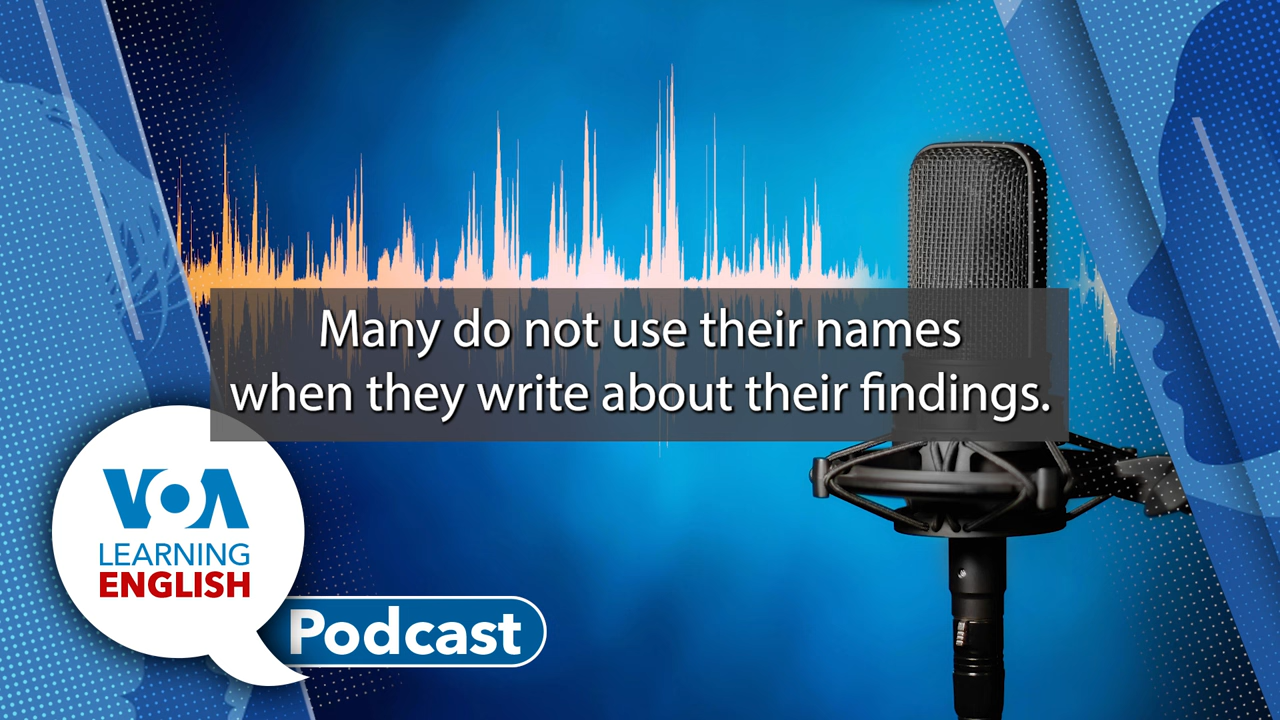 Many do not use their names
when they write about their findings.
VOA
LEARNING
ENGLISH
Podcast